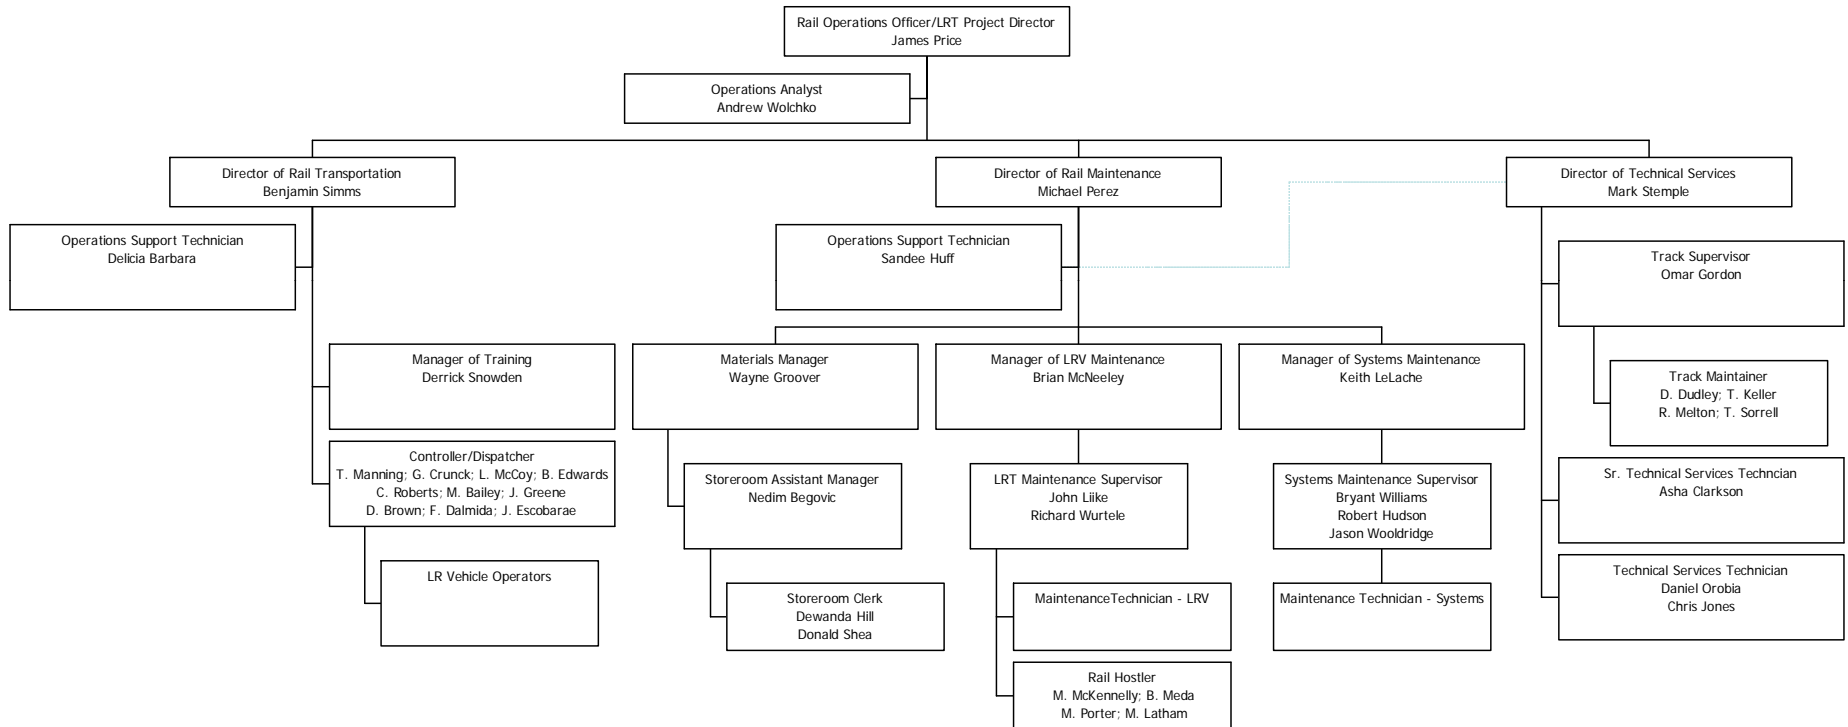 Rail Operations Officer/LRT Project Director
James Price
Operations Analyst
Andrew Wolchko
Director of Rail Transportation
Benjamin Simms
Director of Rail Maintenance
Michael Perez
Director of Technical Services
Mark Stemple
Operations Support Technician
Delicia Barbara
Operations Support Technician
Sandee Huff
Track Supervisor
Omar Gordon
Manager of Training
Derrick Snowden
Materials Manager
Wayne Groover
Manager of LRV Maintenance
Brian McNeeley
Manager of Systems Maintenance
Keith LeLache
Track Maintainer
D. Dudley; T. Keller
R. Melton; T. Sorrell
Controller/Dispatcher
T. Manning; G. Crunck; L. McCoy; B. Edwards
C. Roberts; M. Bailey; J. Greene
D. Brown; F. Dalmida; J. Escobarae
Storeroom Assistant Manager
Nedim Begovic
LRT Maintenance Supervisor
John Liike
Richard Wurtele
Systems Maintenance Supervisor
Bryant Williams
Robert Hudson
Jason Wooldridge
Sr. Technical Services Techncian
Asha Clarkson
LR Vehicle Operators
Storeroom Clerk
Dewanda Hill
Donald Shea
MaintenanceTechnician - LRV
Maintenance Technician - Systems
Technical Services Technician
Daniel Orobia
Chris Jones
Rail Hostler
M. McKennelly; B. Meda
M. Porter; M. Latham